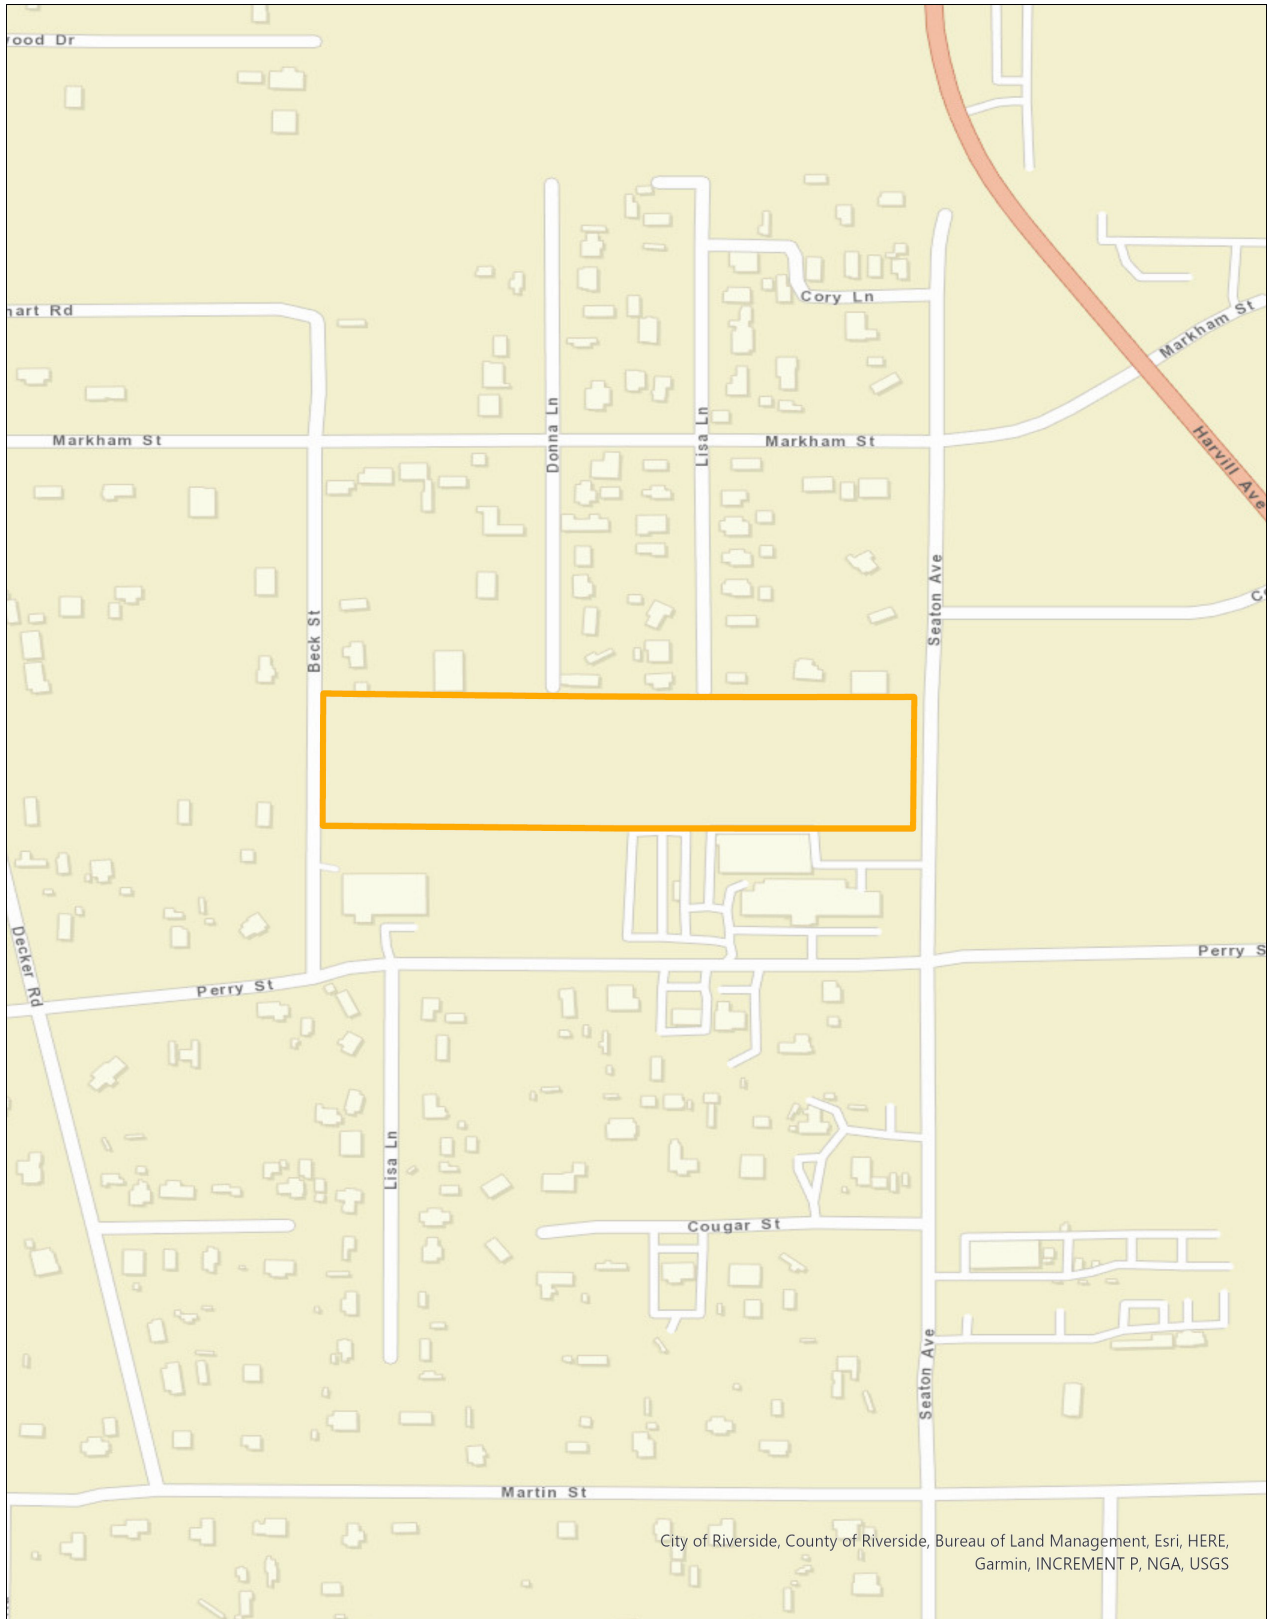 rood Dr
hart Rd
Cory Ln
Markham St
Markham St
Donna Ln
Lisa Ln
Markham St
Harvill Ave
Beck St
Seaton Ave
Decker Rd
Perry St
Perry S
Lisa Ln
Cougar St
Seaton Ave
Martin St
City of Riverside, County of Riverside, Bureau of Land Management, Esri, HERE,
Garmin, INCREMENT P, NGA, USGS